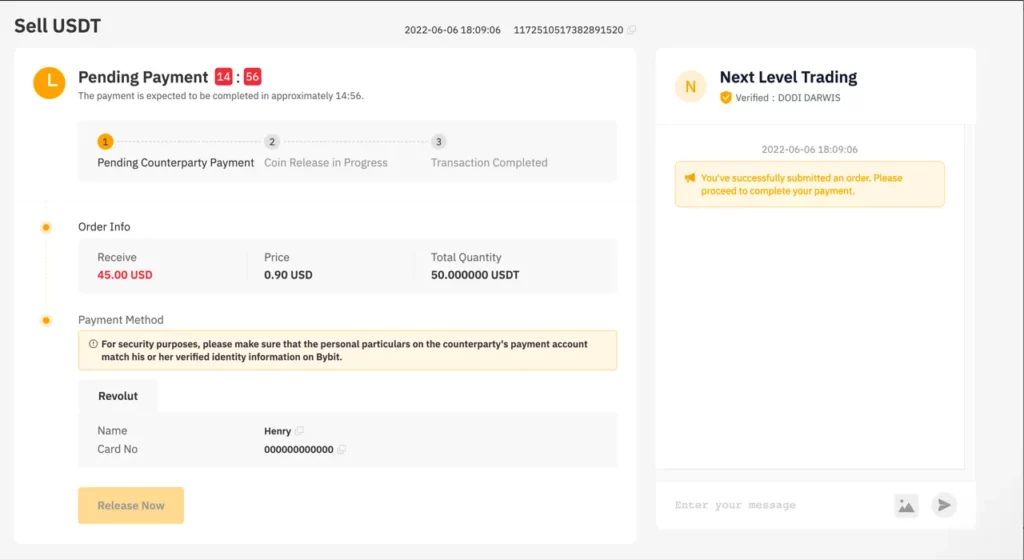 Sell USDT
2022-06-06 18:09:06 1172510517382891520
Pending Payment 14 : 56
The payment is expected to be completed in approximately 14:56.
1 2 3
Pending Counterparty Payment Coin Release in Progress Transaction Completed
Order Info
Receive Price Total Quantity
45.00 USD 0.90 USD 50.000000 USDT
Payment Method
For security purposes, please make sure that the personal particulars on the counterparty's payment account
match his or her verified identity information on Bybit.
Revolut
Name Henry
Card No 000000000000
Release Now
N
Next Level Trading
Verified : DODI DARWIS
2022-06-06 18:09:06
You've successfully submitted an order. Please
proceed to complete your payment.
Enter your message